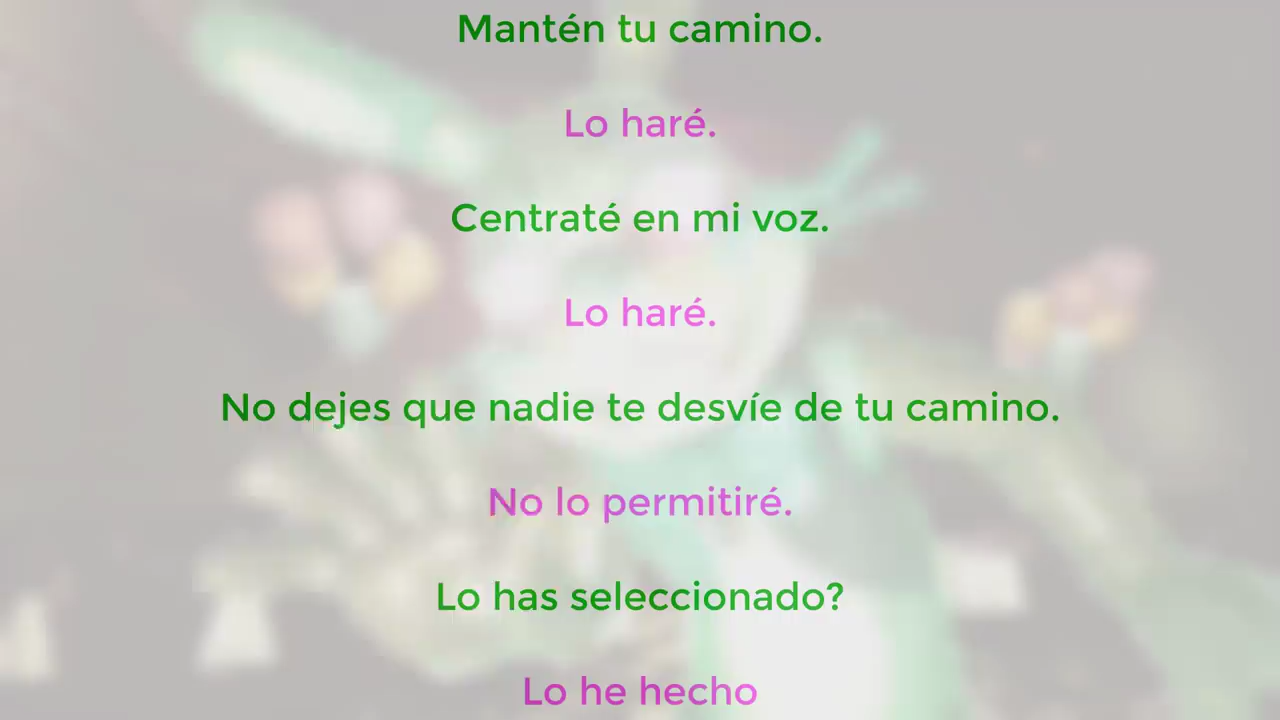 Mantén tu camino.
Lo haré.
Centraté en mi voz.
Lo haré.
No dejes que nadie te desvíe de tu camino.
No lo permitiré.
Lo has seleccionado?
Lo he hecho